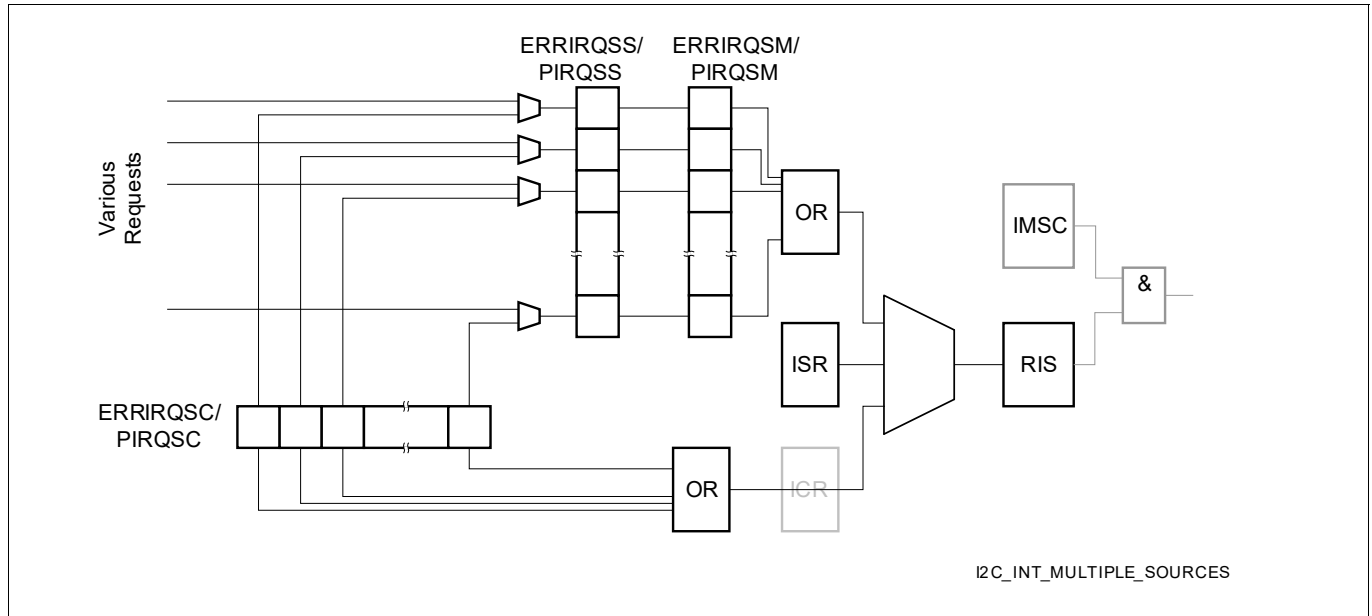 ERRIRQSS/
PIRQSS
ERRIRQSM/
PIRQSM
Various
Requests
OR
IMSC
&
ISR
RIS
ERRIRQSC/
PIRQSC
OR
ICR
I2C_INT_MULTIPLE_SOURCES